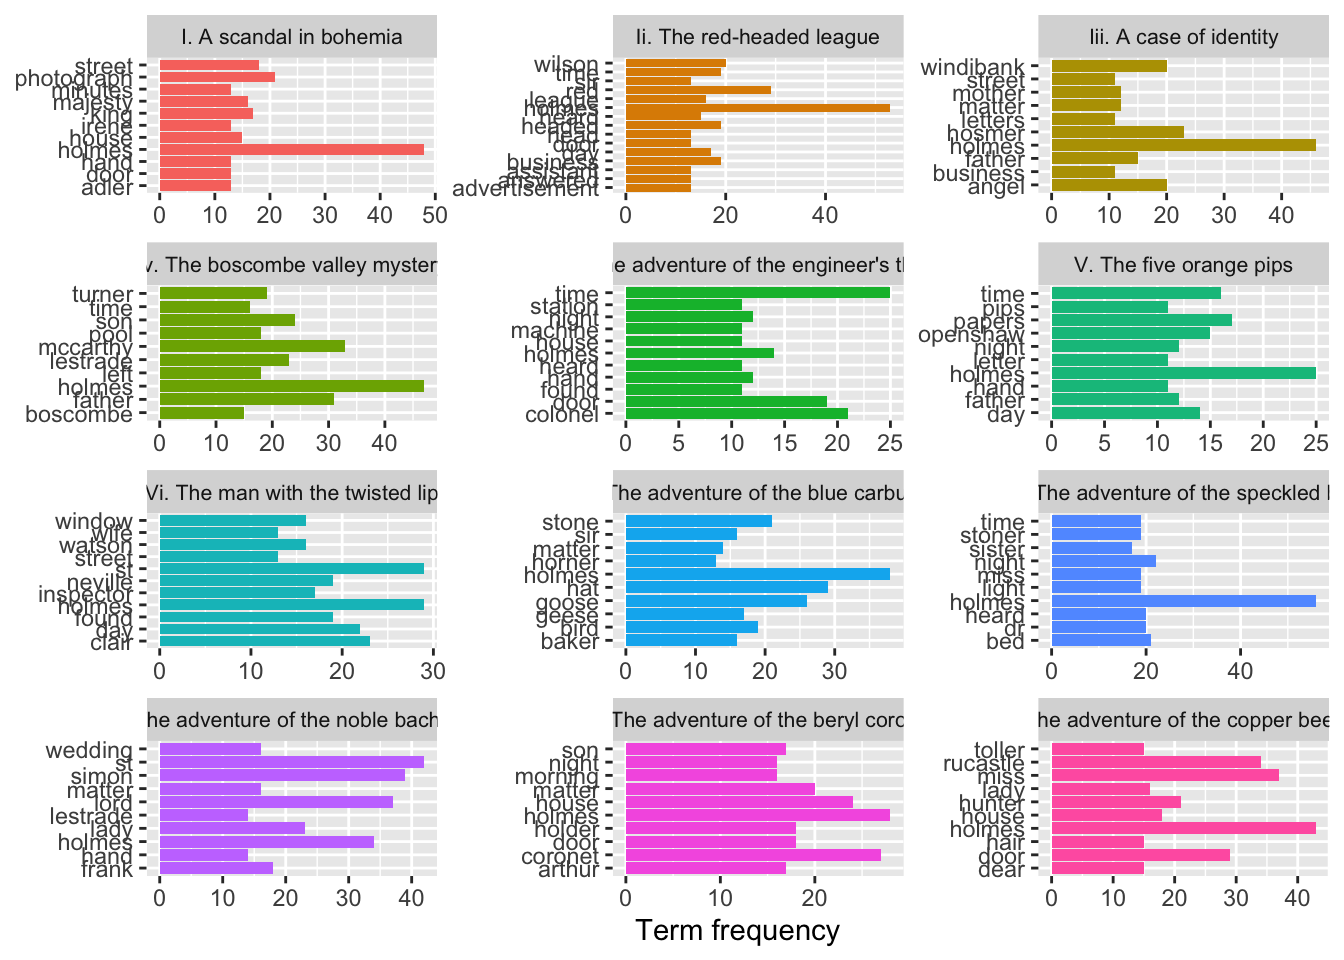 I. A scandal in bohemia
street
photograph
minutes
majesty
king
irene
house
holmes
hand
door
adler
0 10 20 30 40 50
Ii. The red-headed league
wilson
time
sir
red
league
holmes
heard
headed
head
door
day
business
assistant
answered
advertisement
0 20 40
Iii. A case of identity
windibank
street
mother
matter
letters
hosmer
holmes
father
business
angel
0 10 20 30 40
v. The boscombe valley myster
turner
time
son
pool
mccarthy
lestrade
left
holmes
father
boscombe
0 10 20 30 40
e adventure of the engineer's th
time
station
night
machine
house
holmes
heard
hand
found
door
colonel
0 5 10 15 20 25
V. The five orange pips
time
pips
papers
openshaw
night
letter
holmes
hand
father
day
0 5 10 15 20 25
Vi. The man with the twisted lip
window
wife
watson
street
st
neville
inspector
holmes
found
day
clair
0 10 20 30
The adventure of the blue carbu
stone
sir
matter
horner
holmes
hat
goose
geese
bird
baker
0 10 20 30
The adventure of the speckled
time
stoner
sister
night
miss
light
holmes
heard
dr
bed
0 20 40
he adventure of the noble bach
wedding
st
simon
matter
lord
lestrade
lady
holmes
hand
frank
0 10 20 30 40
The adventure of the beryl coro
son
night
morning
matter
house
holmes
holder
door
coronet
arthur
0 10 20
he adventure of the copper bee
toller
rucastle
miss
lady
hunter
house
holmes
hair
door
dear
0 10 20 30 40
Term frequency